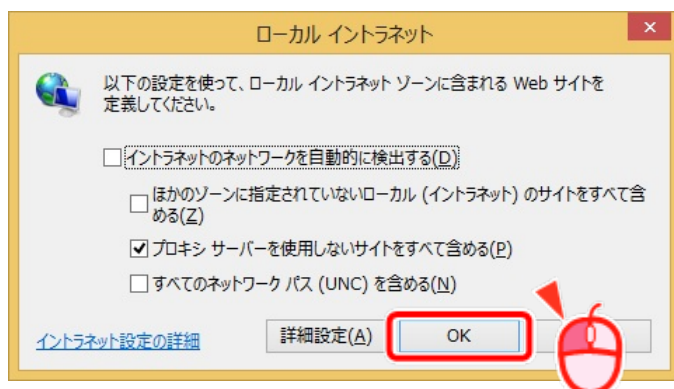 ローカル イントラネット
以下の設定を使って、ローカル イントラネット ゾーンに含まれる Web サイトを
定義してください。
イントラネットのネットワークを自動的に検出する(D)
ほかのゾーンに指定されていないローカル (イントラネット) のサイトをすべて含
める(Z)
プロキシ サーバーを使用しないサイトをすべて含める(P)
すべてのネットワーク パス (UNC) を含める(N)
イントラネット設定の詳細
詳細設定(A)
OK